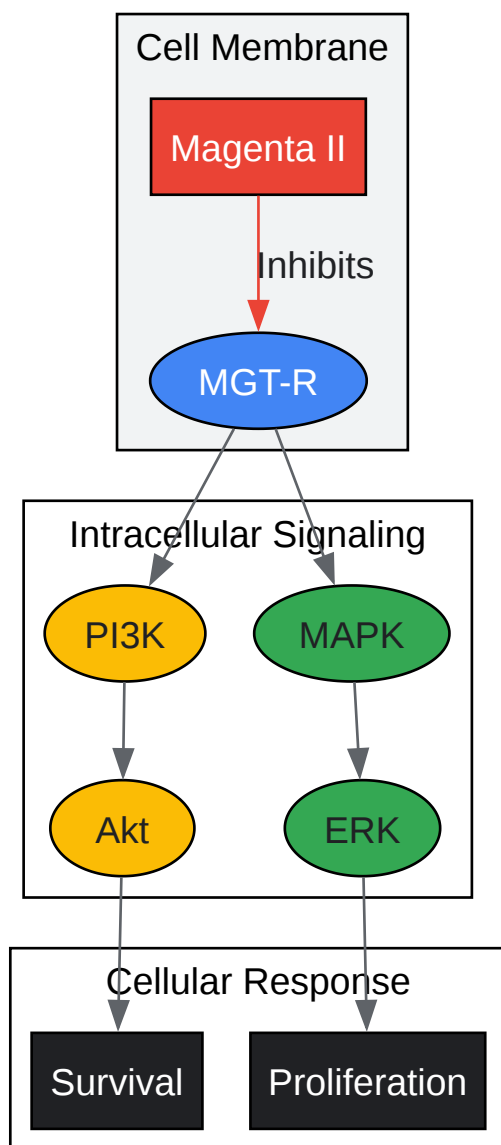 Cell Membrane
Magenta II
Inhibits
MGT-R
Intracellular Signaling
PI3K
MAPK
Akt
ERK
Cellular Response
Survival
Proliferation